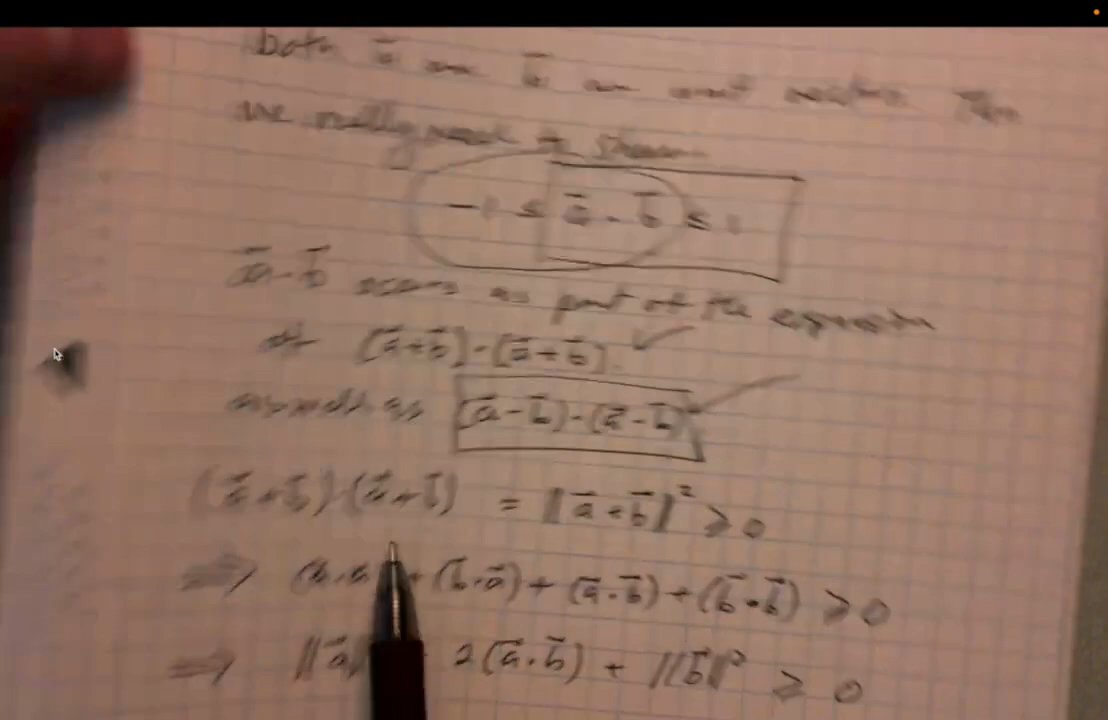 both a⃗ and b⃗ are unit vectors Then
we really need to show
-1 ≤ a⃗ · b⃗ ≤ 1
a⃗ · b⃗ occurs as part of the expansion
of (a⃗ + b⃗) · (a⃗ + b⃗)
as well as (a⃗ - b⃗) · (a⃗ - b⃗)
(a⃗ + b⃗) · (a⃗ + b⃗) = ||a⃗ + b⃗||² ≥ 0
⇒ (a⃗ · a⃗) + (b⃗ · a⃗) + (a⃗ · b⃗) + (b⃗ · b⃗) ≥ 0
⇒ ||a⃗|| 2(a⃗ · b⃗) + ||b⃗||² ≥ 0